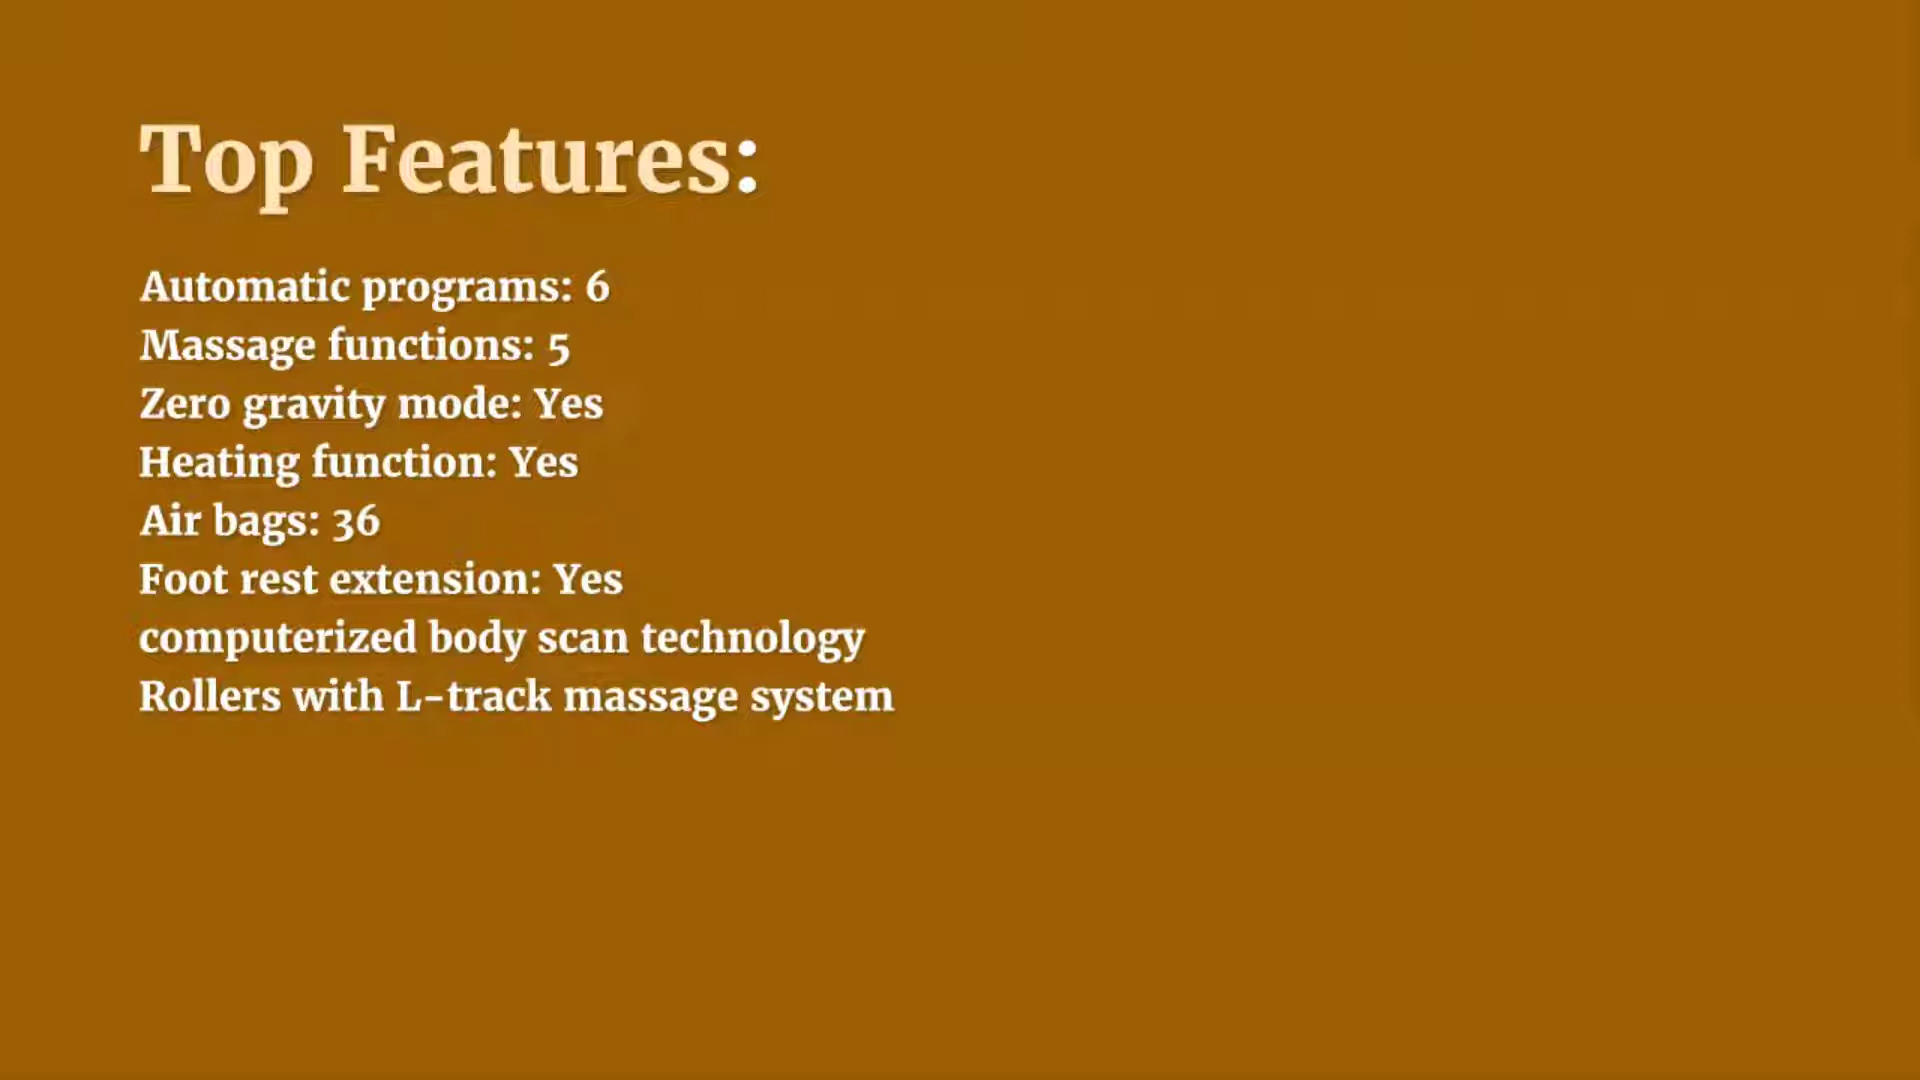 Top Features:
Automatic programs: 6
Massage functions: 5
Zero gravity mode: Yes
Heating function: Yes
Air bags: 36
Foot rest extension: Yes
computerized body scan technology
Rollers with L-track massage system